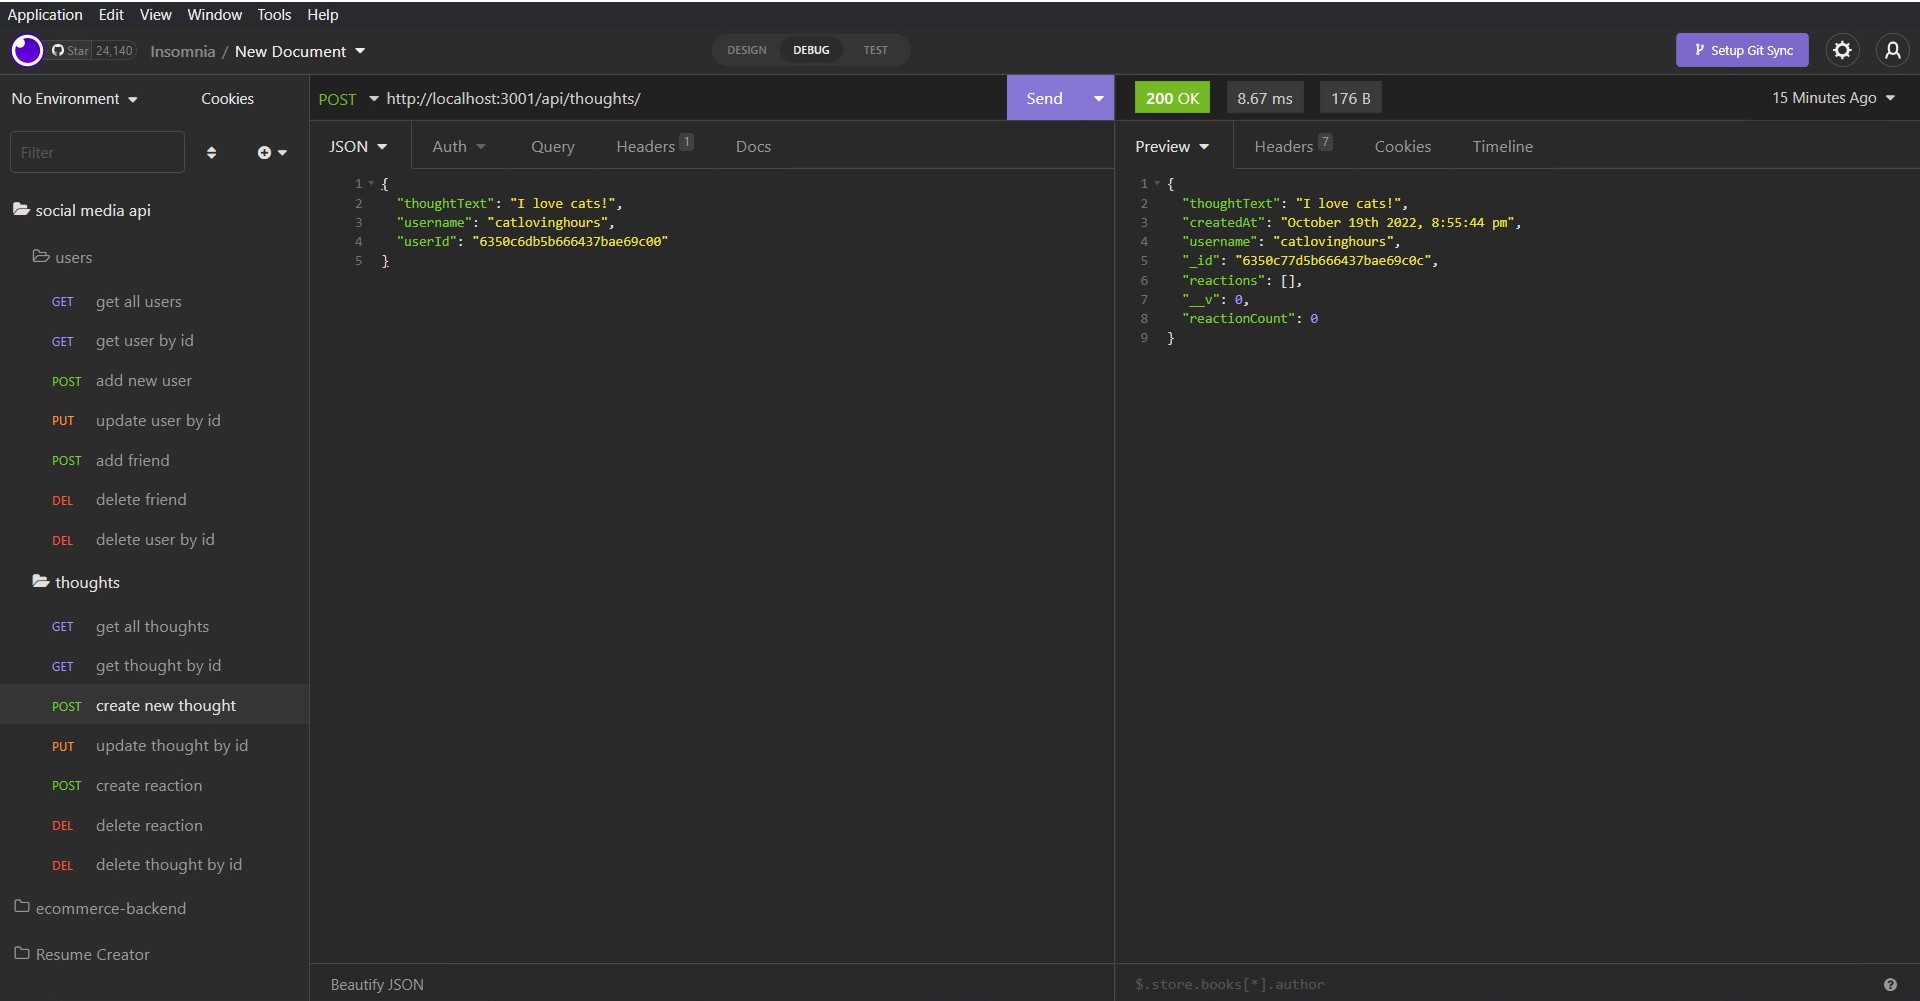 Application Edit View Window Tools Help
Star 24,140 Insomnia / New Document DESIGN DEBUG TEST Setup Git Sync
No Environment Cookies
Filter
social media api
users
GET get all users
GET get user by id
POST add new user
PUT update user by id
POST add friend
DEL delete friend
DEL delete user by id
thoughts
GET get all thoughts
GET get thought by id
POST create new thought
PUT update thought by id
POST create reaction
DEL delete reaction
DEL delete thought by id
ecommerce-backend
Resume Creator
POST http://localhost:3001/api/thoughts/ Send
JSON Auth Query Headers 1 Docs
1 {
2 "thoughtText": "I love cats!",
3 "username": "catlovinghours",
4 "userId": "6350c6db5b666437bae69c00"
5 }
Beautify JSON
200 OK 8.67 ms 176 B 15 Minutes Ago
Preview Headers 7 Cookies Timeline
1 {
2 "thoughtText": "I love cats!",
3 "createdAt": "October 19th 2022, 8:55:44 pm",
4 "username": "catlovinghours",
5 "_id": "6350c77d5b666437bae69c0c",
6 "reactions": [],
7 "__v": 0,
8 "reactionCount": 0
9 }
$.store.books[*].author ?